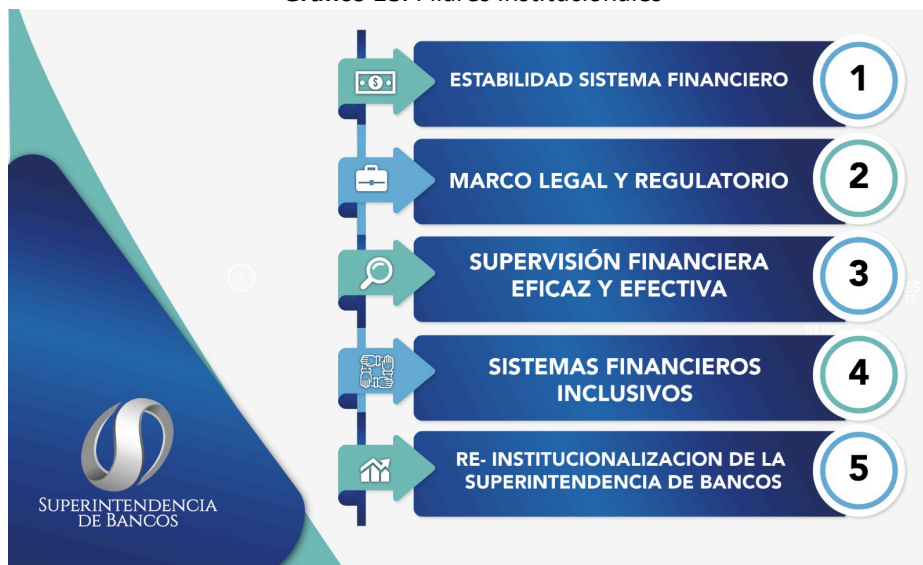 ESTABILIDAD SISTEMA FINANCIERO
1
MARCO LEGAL Y REGULATORIO
2
SUPERVISIÓN FINANCIERA
EFICAZ Y EFECTIVA
3
SISTEMAS FINANCIEROS
INCLUSIVOS
4
RE- INSTITUCIONALIZACION DE LA
SUPERINTENDENCIA DE BANCOS
5
SUPERINTENDENCIA
DE BANCOS